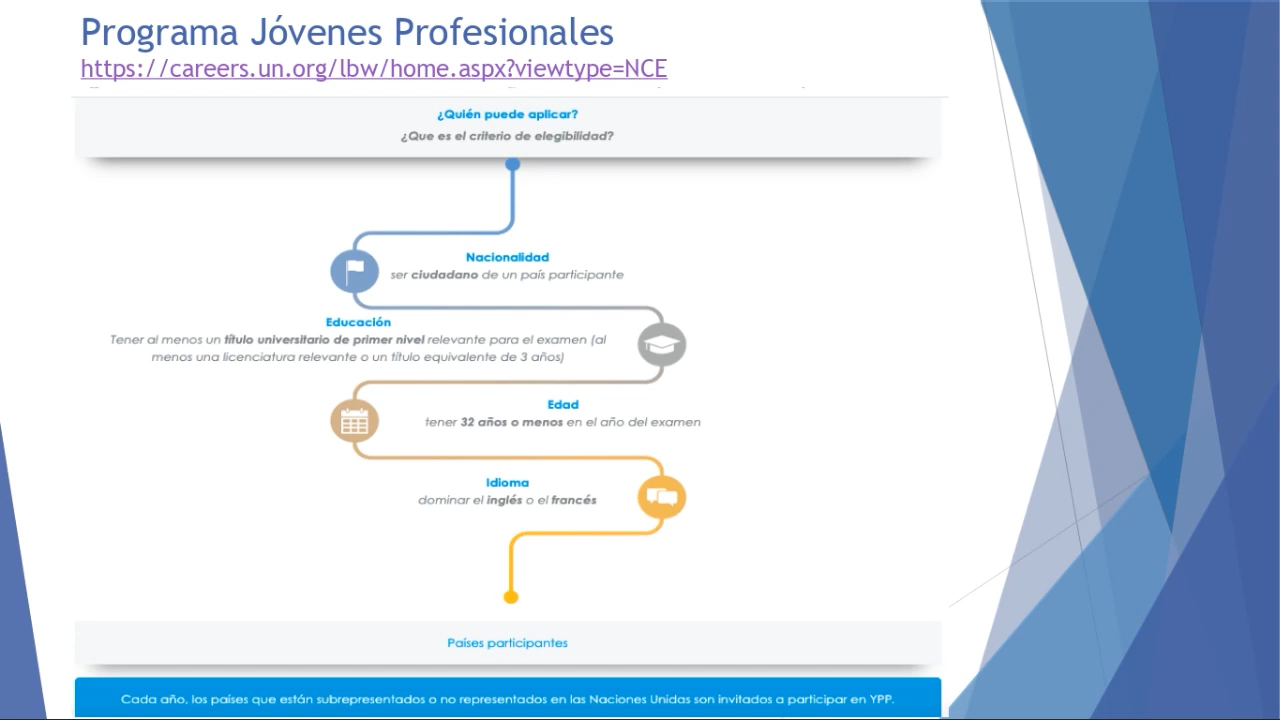 Programa Jóvenes Profesionales
https://careers.un.org/lbw/home.aspx?viewtype=NCE
¿Quién puede aplicar?
¿Que es el criterio de elegibilidad?
Nacionalidad
ser ciudadano de un país participante
Educación
Tener al menos un título universitario de primer nivel relevante para el examen (al
menos una licenciatura relevante o un título equivalente de 3 años)
Edad
tener 32 años o menos en el año del examen
Idioma
dominar el inglés o el francés
Países participantes
Cada año, los países que están subrepresentados o no representados en las Naciones Unidas son invitados a participar en YPP.